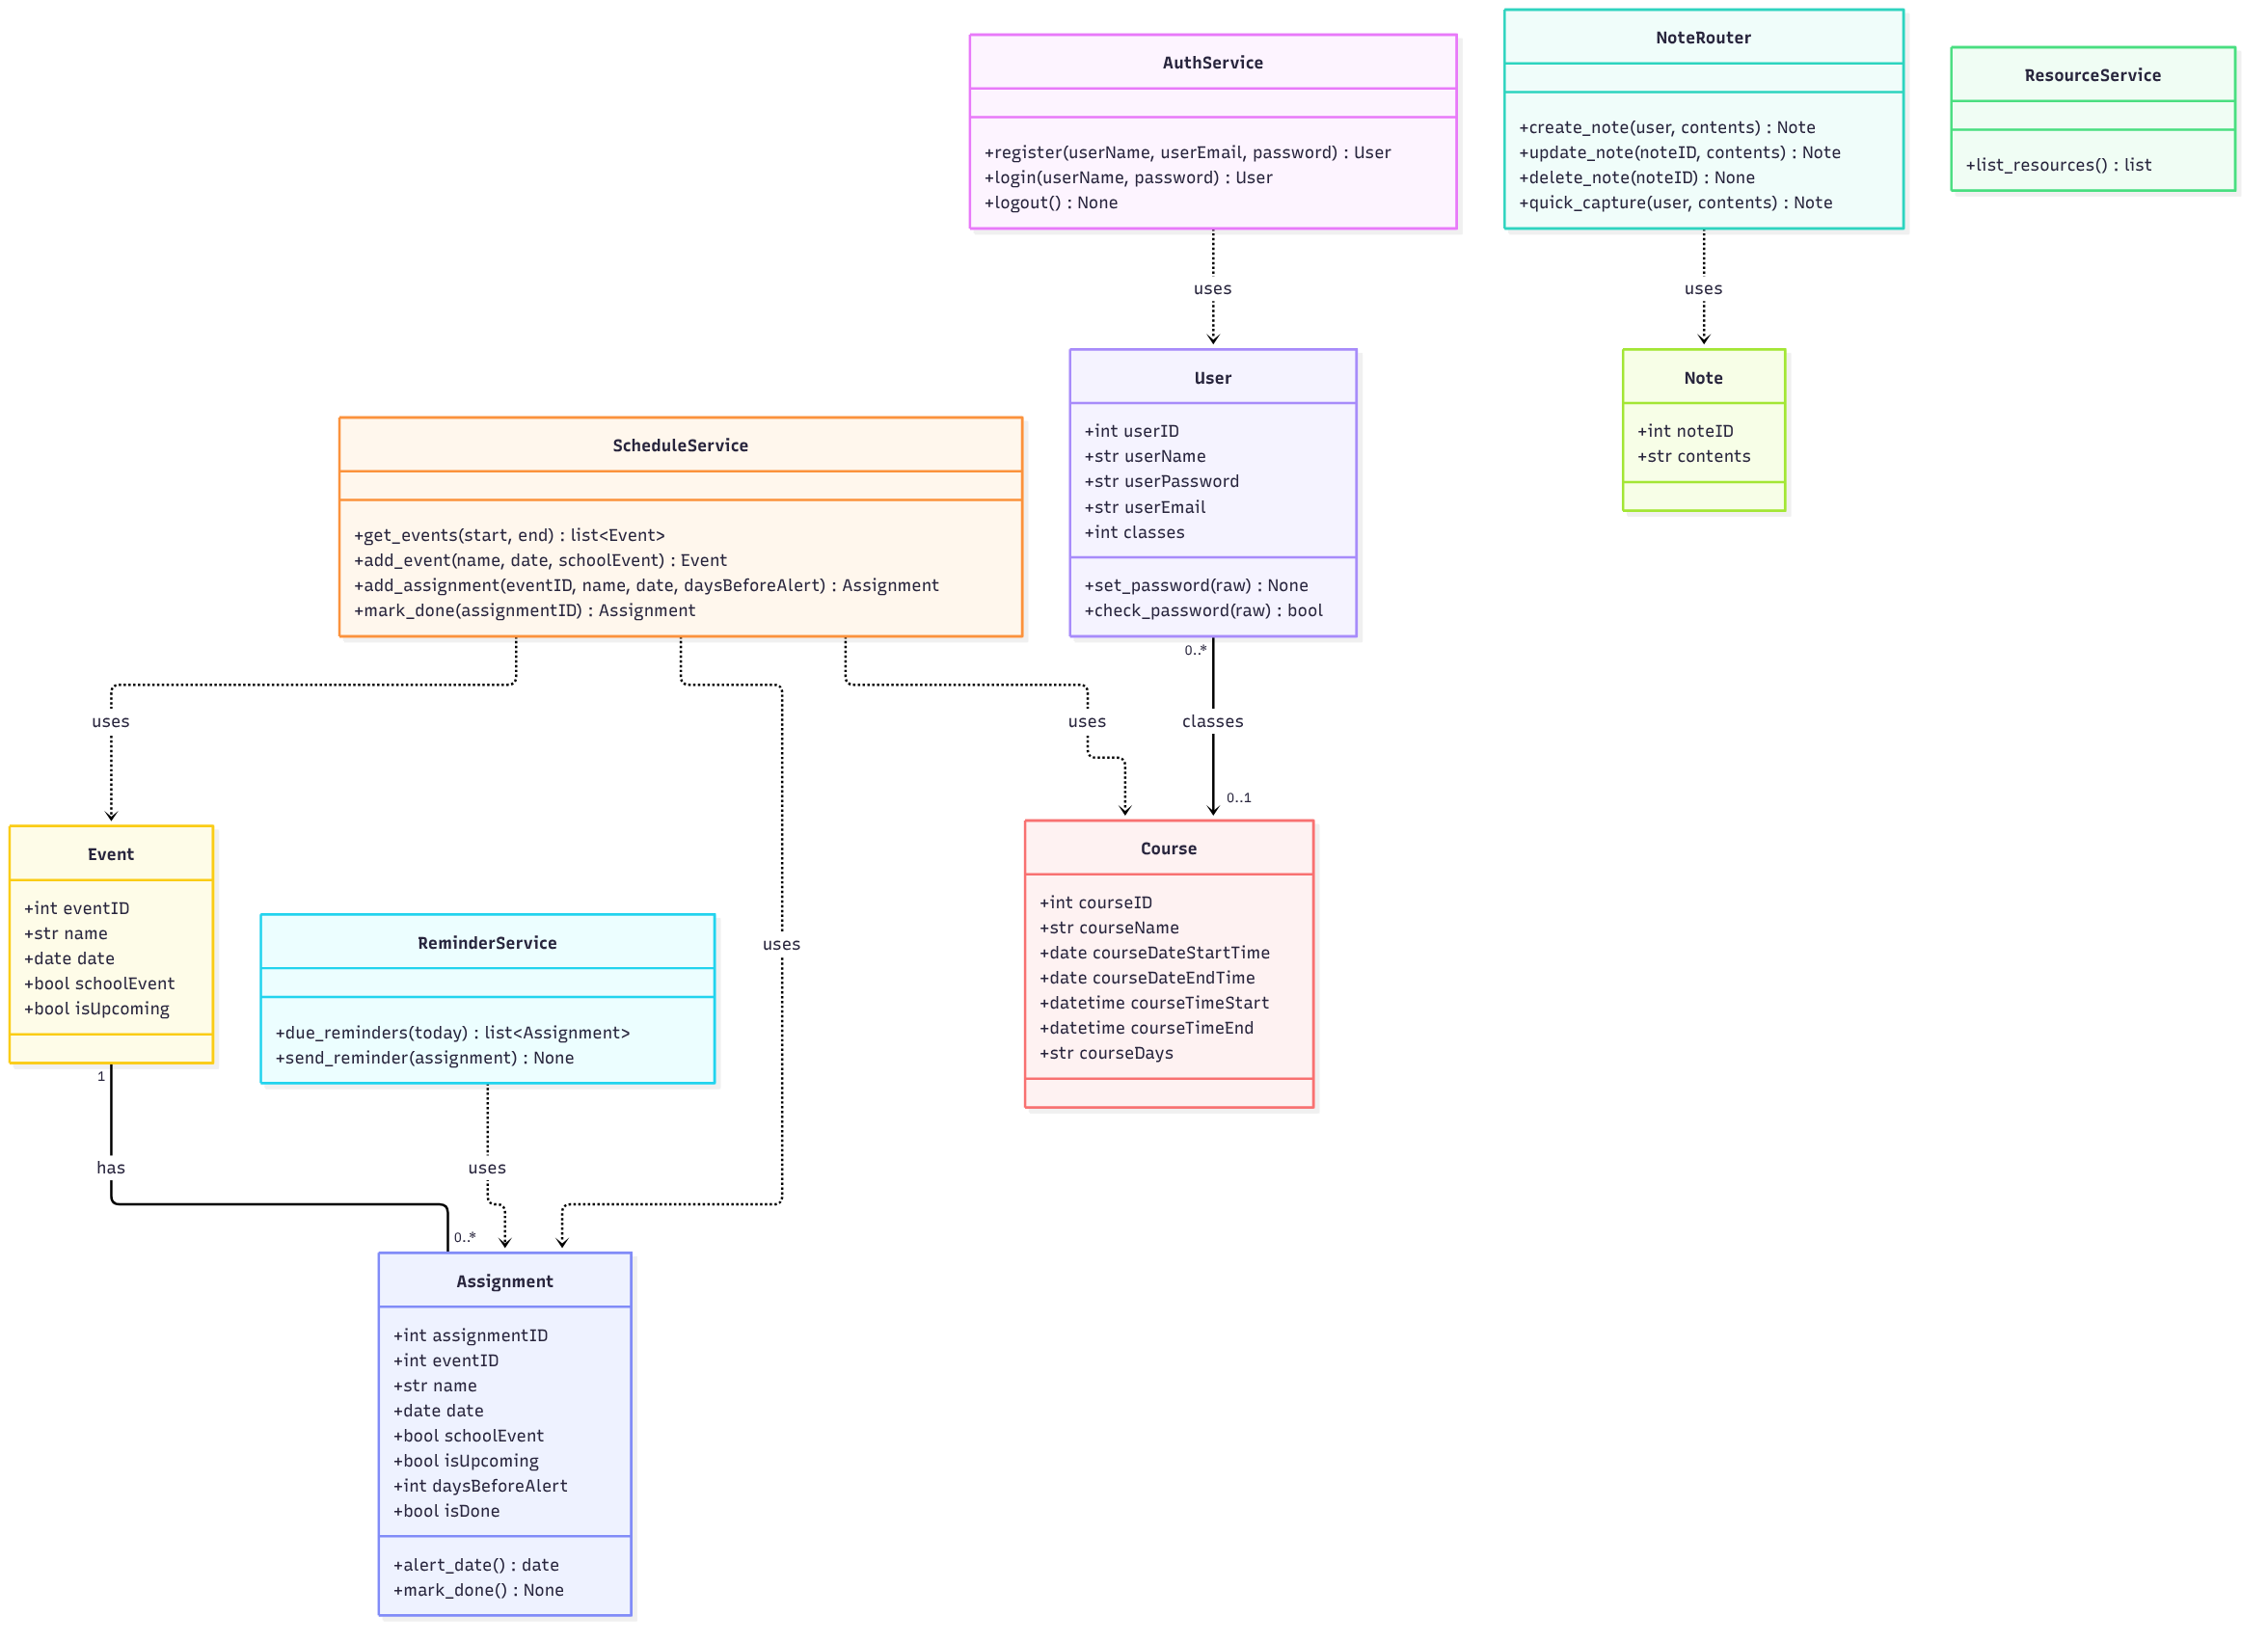 AuthService
+register(userName, userEmail, password) : User
+login(userName, password) : User
+logout() : None
NoteRouter
+create_note(user, contents) : Note
+update_note(noteID, contents) : Note
+delete_note(noteID) : None
+quick_capture(user, contents) : Note
ResourceService
+list_resources() : list
uses
uses
User
+int userID
+str userName
+str userPassword
+str userEmail
+int classes
+set_password(raw) : None
+check_password(raw) : bool
Note
+int noteID
+str contents
ScheduleService
+get_events(start, end) : list<Event>
+add_event(name, date, schoolEvent) : Event
+add_assignment(eventID, name, date, daysBeforeAlert) : Assignment
+mark_done(assignmentID) : Assignment
0..*
uses
uses
classes
0..1
Event
+int eventID
+str name
+date date
+bool schoolEvent
+bool isUpcoming
ReminderService
+due_reminders(today) : list<Assignment>
+send_reminder(assignment) : None
uses
Course
+int courseID
+str courseName
+date courseDateStartTime
+date courseDateEndTime
+datetime courseTimeStart
+datetime courseTimeEnd
+str courseDays
1
has
uses
0..*
Assignment
+int assignmentID
+int eventID
+str name
+date date
+bool schoolEvent
+bool isUpcoming
+int daysBeforeAlert
+bool isDone
+alert_date() : date
+mark_done() : None